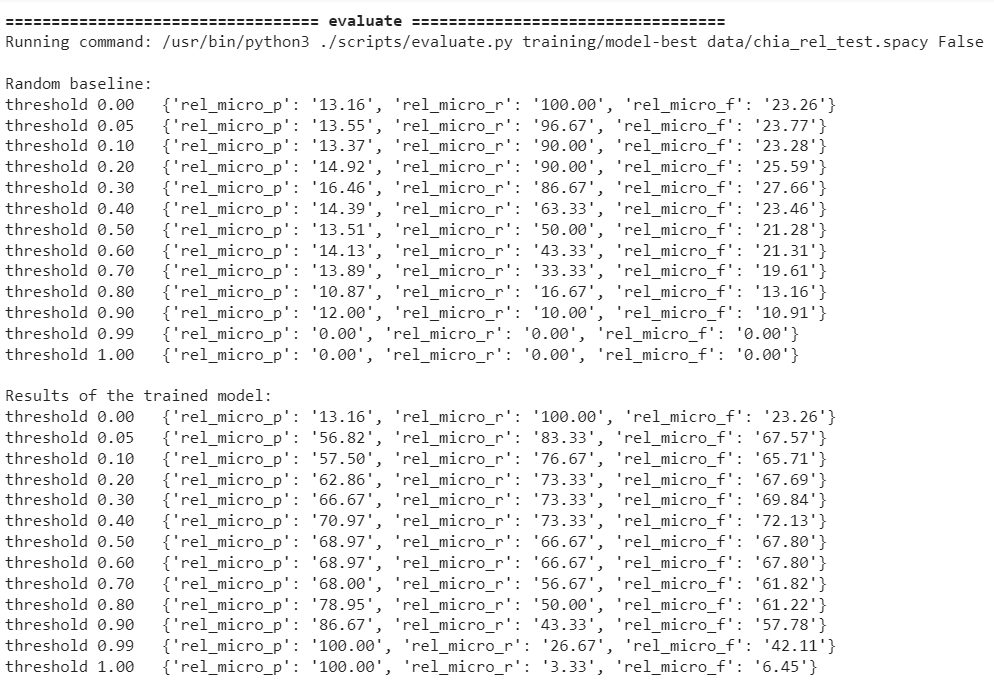 ================================== evaluate ==================================
Running command: /usr/bin/python3 ./scripts/evaluate.py training/model-best data/chia_rel_test.spacy False
Random baseline:
threshold 0.00   {'rel_micro_p': '13.16', 'rel_micro_r': '100.00', 'rel_micro_f': '23.26'}
threshold 0.05   {'rel_micro_p': '13.55', 'rel_micro_r': '96.67', 'rel_micro_f': '23.77'}
threshold 0.10   {'rel_micro_p': '13.37', 'rel_micro_r': '90.00', 'rel_micro_f': '23.28'}
threshold 0.20   {'rel_micro_p': '14.92', 'rel_micro_r': '90.00', 'rel_micro_f': '25.59'}
threshold 0.30   {'rel_micro_p': '16.46', 'rel_micro_r': '86.67', 'rel_micro_f': '27.66'}
threshold 0.40   {'rel_micro_p': '14.39', 'rel_micro_r': '63.33', 'rel_micro_f': '23.46'}
threshold 0.50   {'rel_micro_p': '13.51', 'rel_micro_r': '50.00', 'rel_micro_f': '21.28'}
threshold 0.60   {'rel_micro_p': '14.13', 'rel_micro_r': '43.33', 'rel_micro_f': '21.31'}
threshold 0.70   {'rel_micro_p': '13.89', 'rel_micro_r': '33.33', 'rel_micro_f': '19.61'}
threshold 0.80   {'rel_micro_p': '10.87', 'rel_micro_r': '16.67', 'rel_micro_f': '13.16'}
threshold 0.90   {'rel_micro_p': '12.00', 'rel_micro_r': '10.00', 'rel_micro_f': '10.91'}
threshold 0.99   {'rel_micro_p': '0.00', 'rel_micro_r': '0.00', 'rel_micro_f': '0.00'}
threshold 1.00   {'rel_micro_p': '0.00', 'rel_micro_r': '0.00', 'rel_micro_f': '0.00'}
Results of the trained model:
threshold 0.00   {'rel_micro_p': '13.16', 'rel_micro_r': '100.00', 'rel_micro_f': '23.26'}
threshold 0.05   {'rel_micro_p': '56.82', 'rel_micro_r': '83.33', 'rel_micro_f': '67.57'}
threshold 0.10   {'rel_micro_p': '57.50', 'rel_micro_r': '76.67', 'rel_micro_f': '65.71'}
threshold 0.20   {'rel_micro_p': '62.86', 'rel_micro_r': '73.33', 'rel_micro_f': '67.69'}
threshold 0.30   {'rel_micro_p': '66.67', 'rel_micro_r': '73.33', 'rel_micro_f': '69.84'}
threshold 0.40   {'rel_micro_p': '70.97', 'rel_micro_r': '73.33', 'rel_micro_f': '72.13'}
threshold 0.50   {'rel_micro_p': '68.97', 'rel_micro_r': '66.67', 'rel_micro_f': '67.80'}
threshold 0.60   {'rel_micro_p': '68.97', 'rel_micro_r': '66.67', 'rel_micro_f': '67.80'}
threshold 0.70   {'rel_micro_p': '68.00', 'rel_micro_r': '56.67', 'rel_micro_f': '61.82'}
threshold 0.80   {'rel_micro_p': '78.95', 'rel_micro_r': '50.00', 'rel_micro_f': '61.22'}
threshold 0.90   {'rel_micro_p': '86.67', 'rel_micro_r': '43.33', 'rel_micro_f': '57.78'}
threshold 0.99   {'rel_micro_p': '100.00', 'rel_micro_r': '26.67', 'rel_micro_f': '42.11'}
threshold 1.00   {'rel_micro_p': '100.00', 'rel_micro_r': '3.33', 'rel_micro_f': '6.45'}